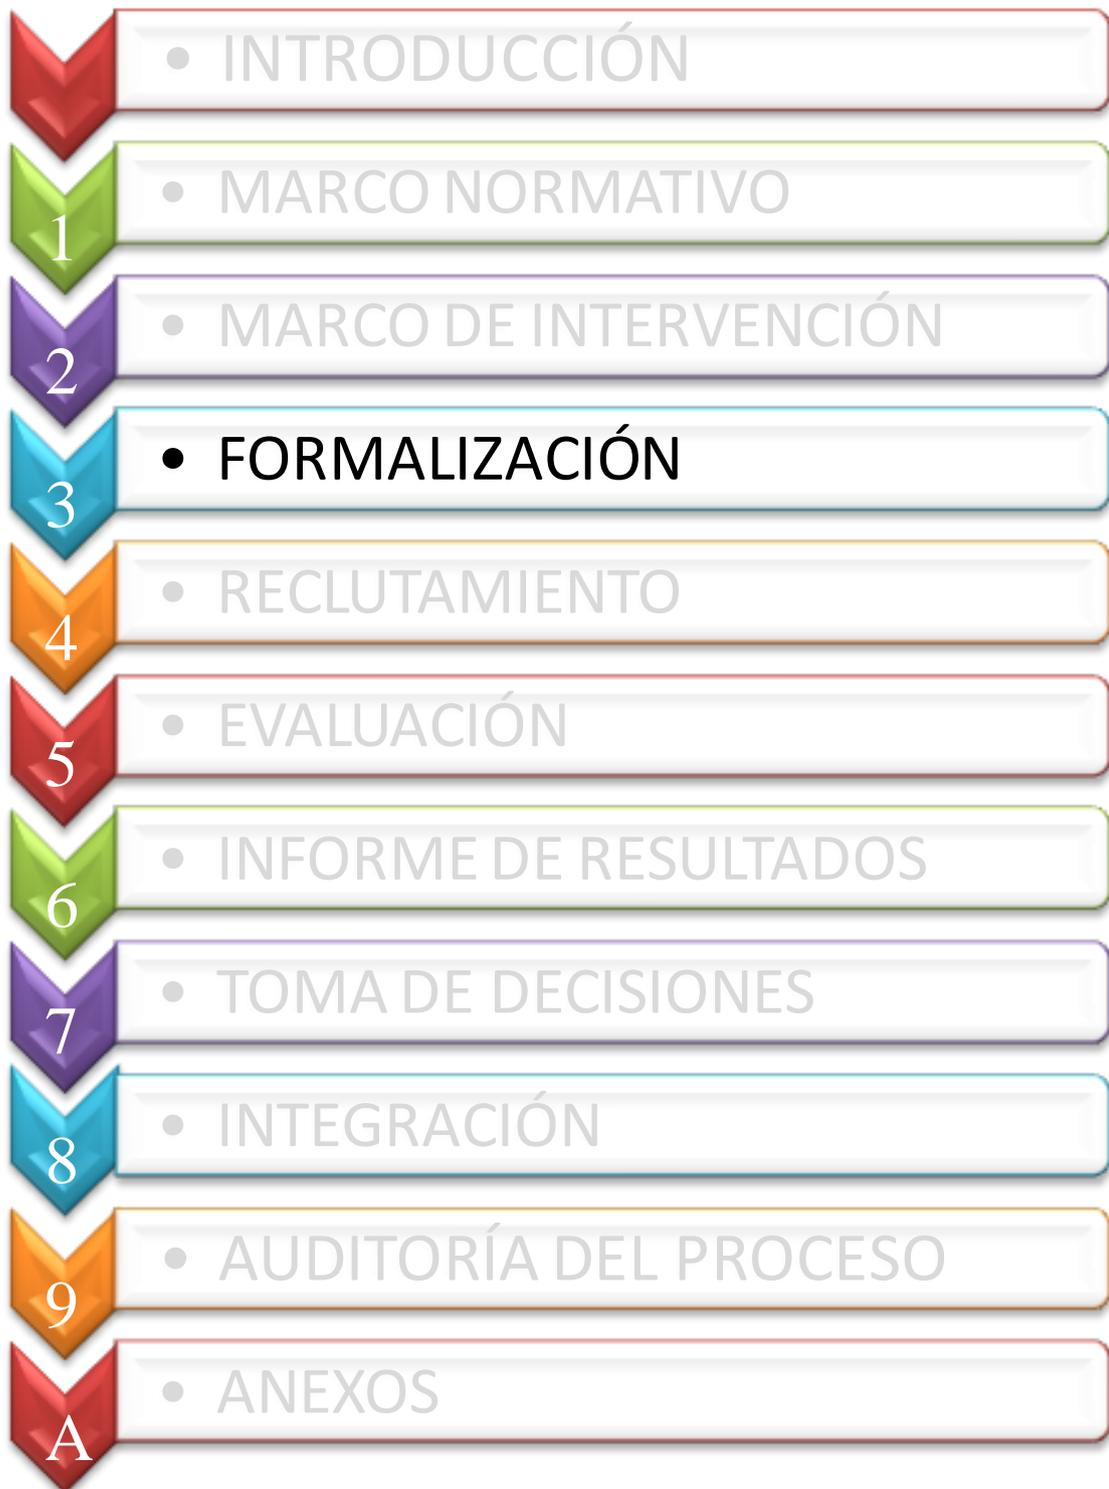 • INTRODUCCIÓN
1 • MARCO NORMATIVO
2 • MARCO DE INTERVENCIÓN
3 • FORMALIZACIÓN
4 • RECLUTAMIENTO
5 • EVALUACIÓN
6 • INFORME DE RESULTADOS
7 • TOMA DE DECISIONES
8 • INTEGRACIÓN
9 • AUDITORÍA DEL PROCESO
A • ANEXOS